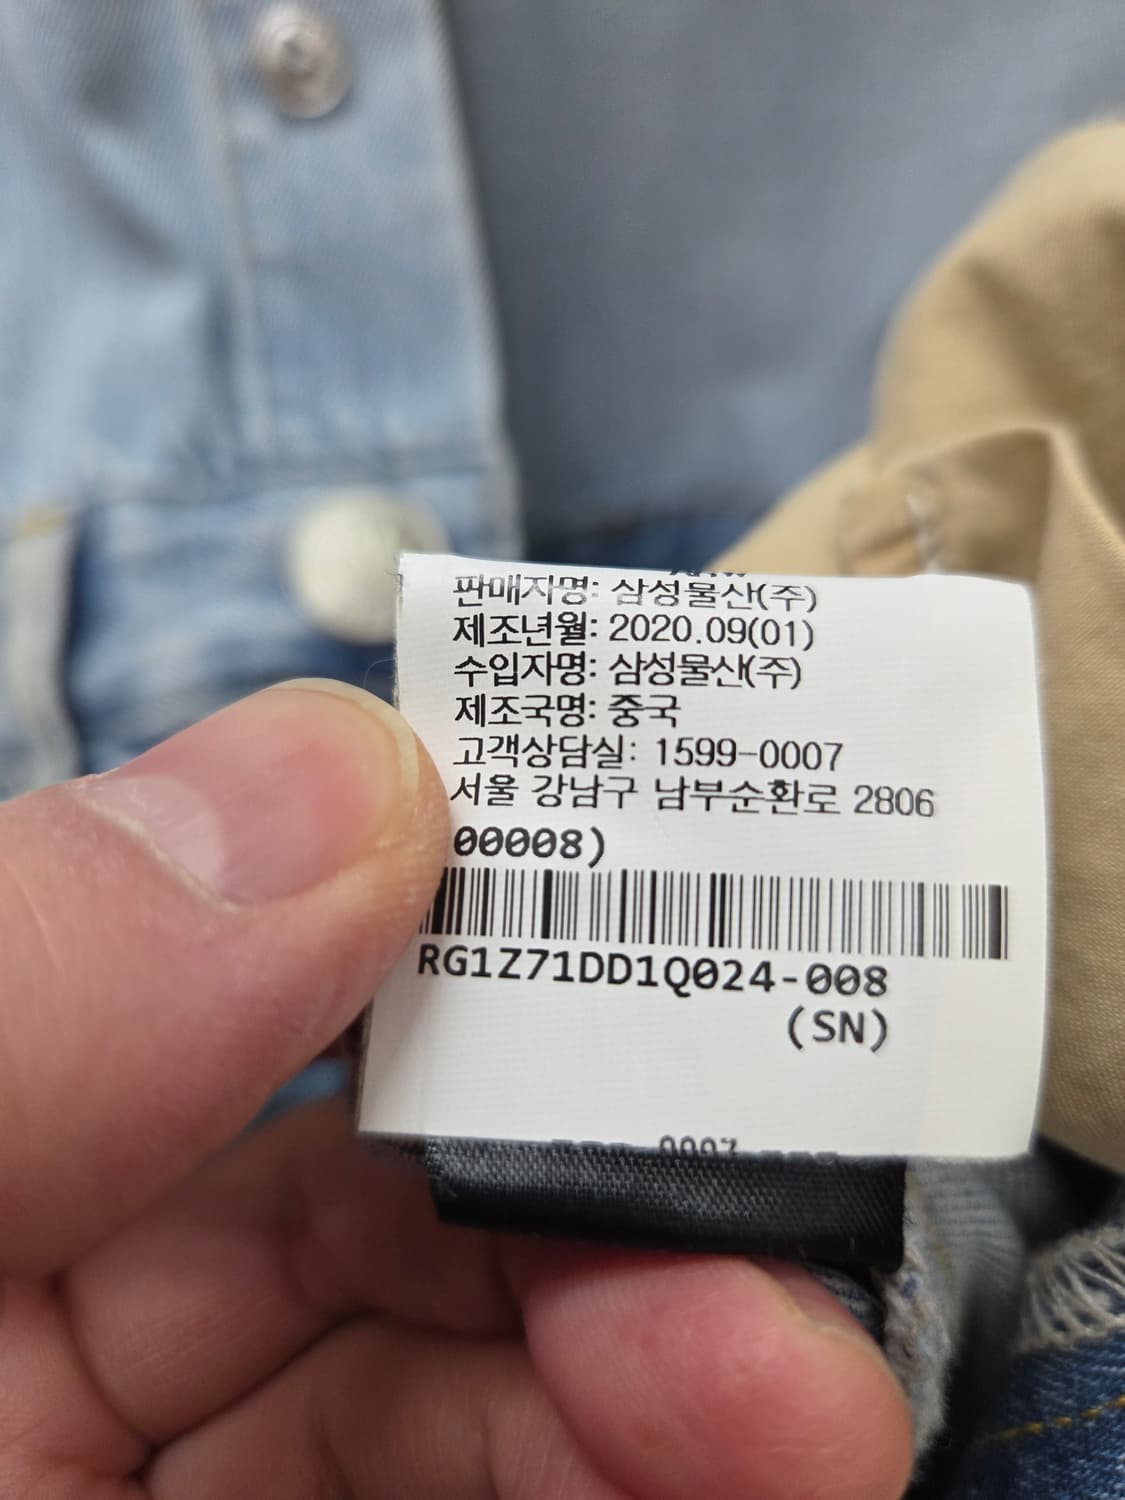 판매자명: 삼성물산(주)
제조년월: 2020.09(01)
수입자명: 삼성물산(주)
제조국명: 중국
고객상담실: 1599-0007
서울 강남구 남부순환로 2806
00008)
RG1Z71DD1Q024-008
(SN)